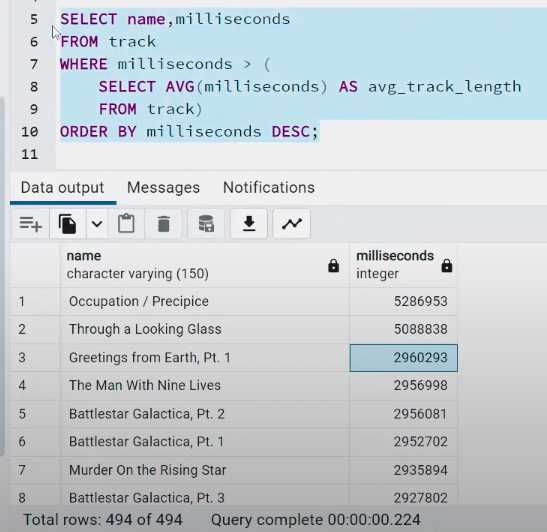 5 SELECT name,milliseconds
6 FROM track
7 WHERE milliseconds > (
8 SELECT AVG(milliseconds) AS avg_track_length
9 FROM track)
10 ORDER BY milliseconds DESC;
11
Data output Messages Notifications
name milliseconds
character varying (150) integer
1 Occupation / Precipice 5286953
2 Through a Looking Glass 5088838
3 Greetings from Earth, Pt. 1 2960293
4 The Man With Nine Lives 2956998
5 Battlestar Galactica, Pt. 2 2956081
6 Battlestar Galactica, Pt. 1 2952702
7 Murder On the Rising Star 2935894
8 Battlestar Galactica, Pt. 3 2927802
Total rows: 494 of 494 Query complete 00:00:00.224